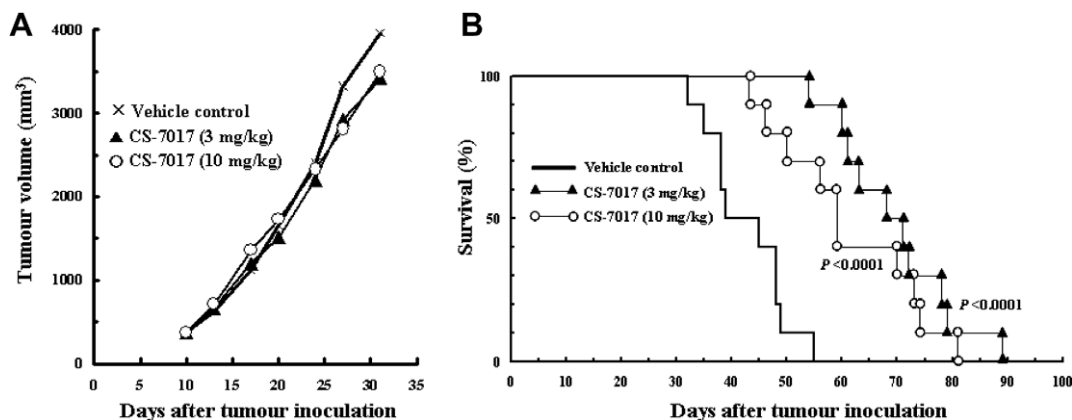 A
4000
3000
2000
1000
0
Tumour volume (mm³)
Vehicle control
CS-7017 (3 mg/kg)
CS-7017 (10 mg/kg)
0 5 10 15 20 25 30 35
Days after tumour inoculation
B
100
50
0
Survival (%)
Vehicle control
CS-7017 (3 mg/kg)
CS-7017 (10 mg/kg)
P <0.0001
P <0.0001
0 10 20 30 40 50 60 70 80 90 100
Days after tumour inoculation